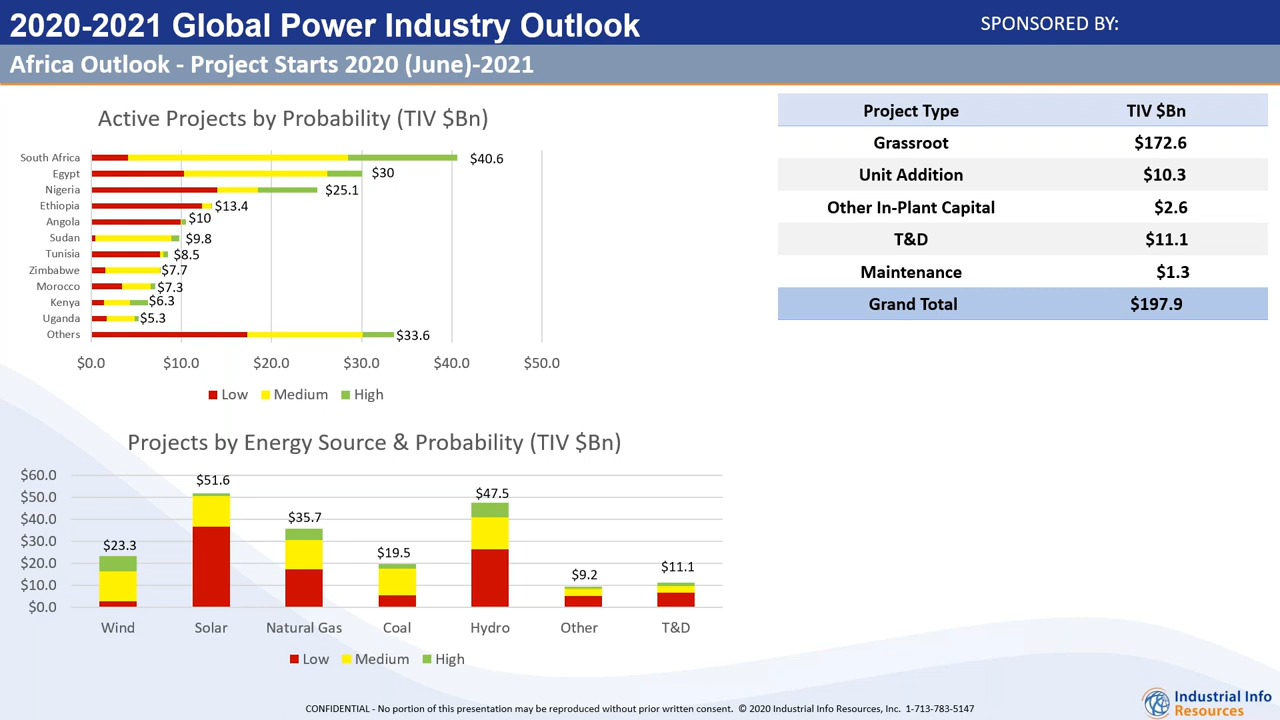 2020-2021 Global Power Industry Outlook
SPONSORED BY:
Africa Outlook - Project Starts 2020 (June)-2021
Active Projects by Probability (TIV $Bn)
South Africa $40.6
Egypt $30
Nigeria $25.1
Ethiopia $13.4
Angola $10
Sudan $9.8
Tunisia $8.5
Zimbabwe $7.7
Morocco $7.3
Kenya $6.3
Uganda $5.3
Others $33.6
$0.0 $10.0 $20.0 $30.0 $40.0 $50.0
Low Medium High
Project Type TIV $Bn
Grassroot $172.6
Unit Addition $10.3
Other In-Plant Capital $2.6
T&D $11.1
Maintenance $1.3
Grand Total $197.9
Projects by Energy Source & Probability (TIV $Bn)
$60.0
$50.0
$40.0
$30.0
$20.0
$10.0
$0.0
$23.3 $51.6 $35.7 $19.5 $47.5 $9.2 $11.1
Wind Solar Natural Gas Coal Hydro Other T&D
Low Medium High
CONFIDENTIAL - No portion of this presentation may be reproduced without prior written consent. © 2020 Industrial Info Resources, Inc. 1-713-783-5147
Industrial Info
Resources